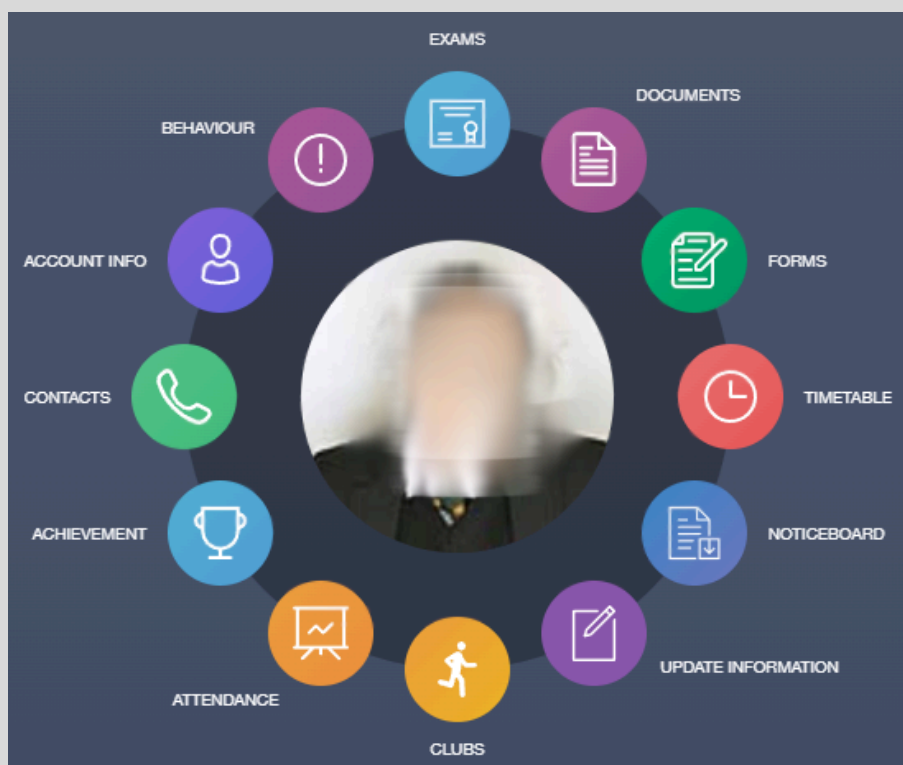 EXAMS
DOCUMENTS
BEHAVIOUR
ACCOUNT INFO
FORMS
CONTACTS
TIMETABLE
ACHIEVEMENT
NOTICEBOARD
UPDATE INFORMATION
ATTENDANCE
CLUBS